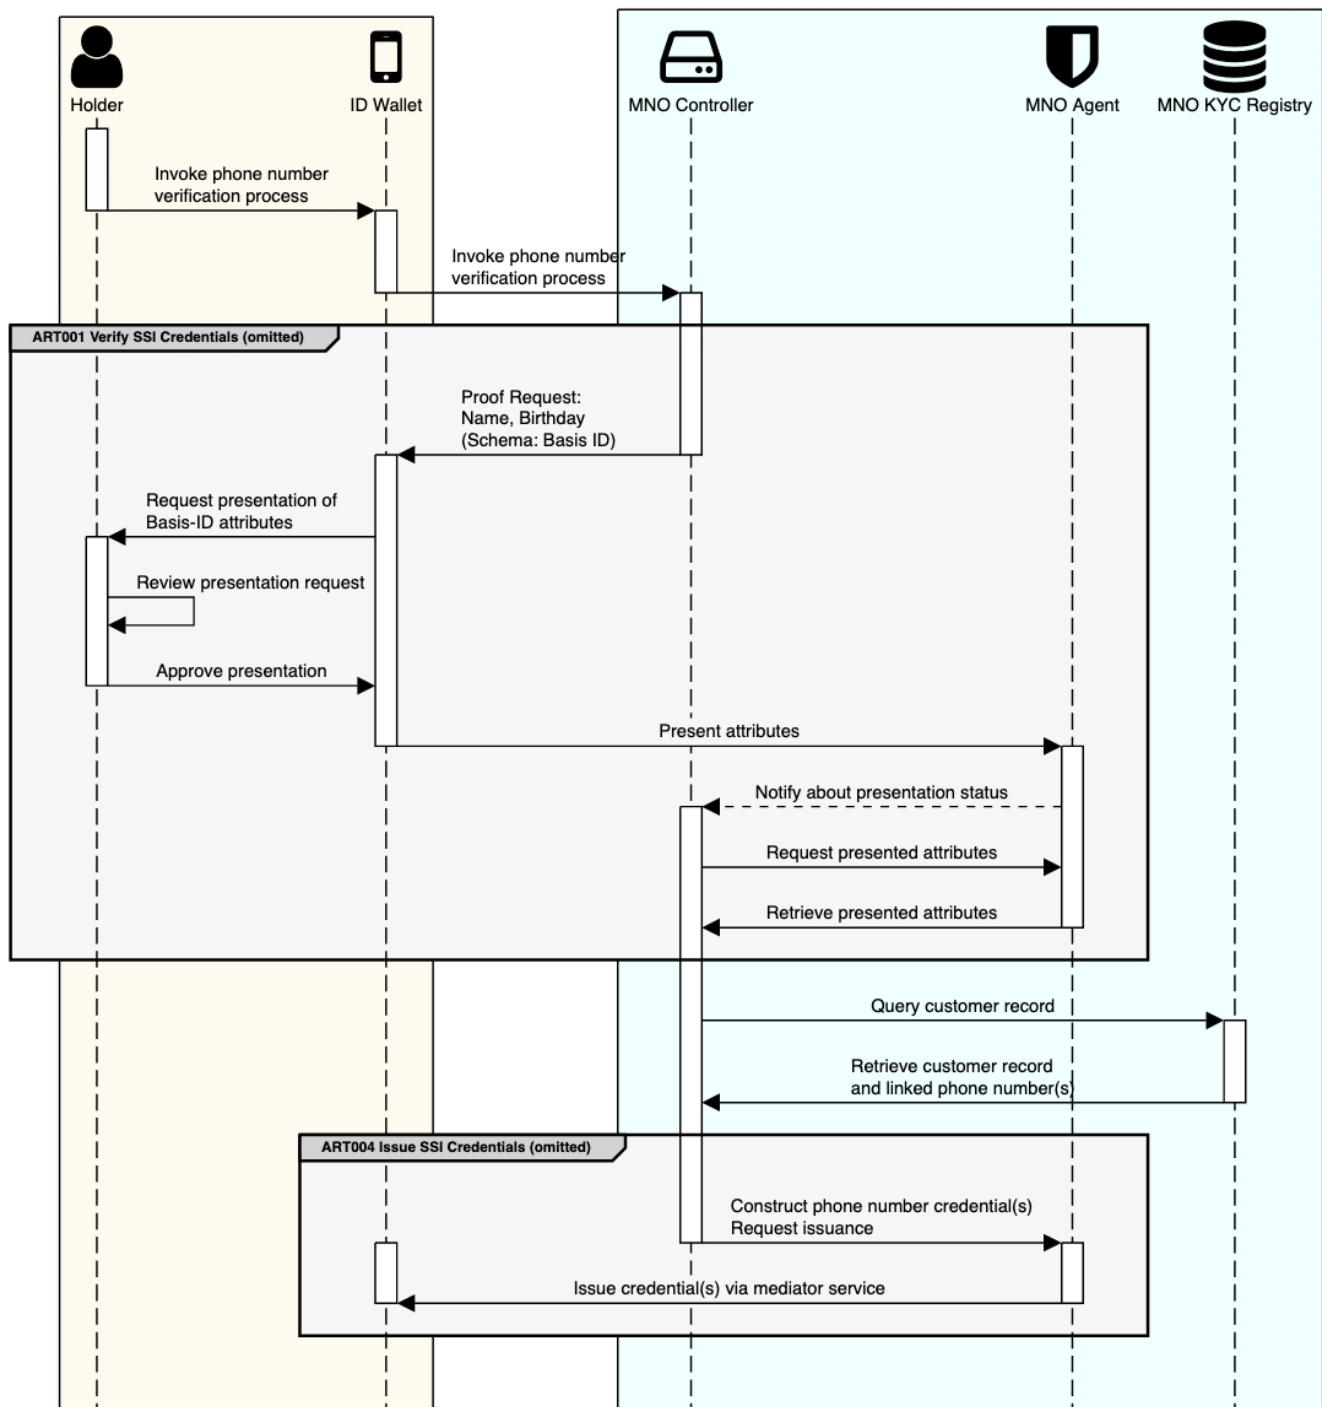 Holder
ID Wallet
MNO Controller
MNO Agent
MNO KYC Registry
Invoke phone number
verification process
Invoke phone number
verification process
ART001 Verify SSI Credentials (omitted)
Proof Request:
Name, Birthday
(Schema: Basis ID)
Request presentation of
Basis-ID attributes
Review presentation request
Approve presentation
Present attributes
Notify about presentation status
Request presented attributes
Retrieve presented attributes
Query customer record
Retrieve customer record
and linked phone number(s)
ART004 Issue SSI Credentials (omitted)
Construct phone number credential(s)
Request issuance
Issue credential(s) via mediator service